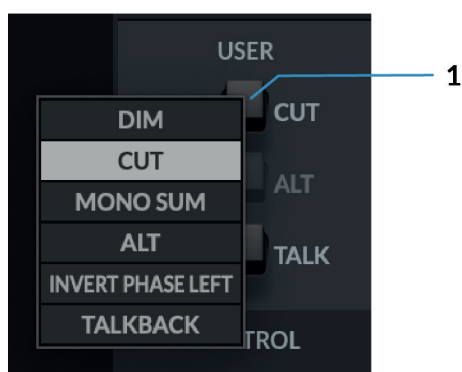 USER
1
CUT
ALT
TALK
DIM
CUT
MONO SUM
ALT
INVERT PHASE LEFT
TALKBACK
TROL